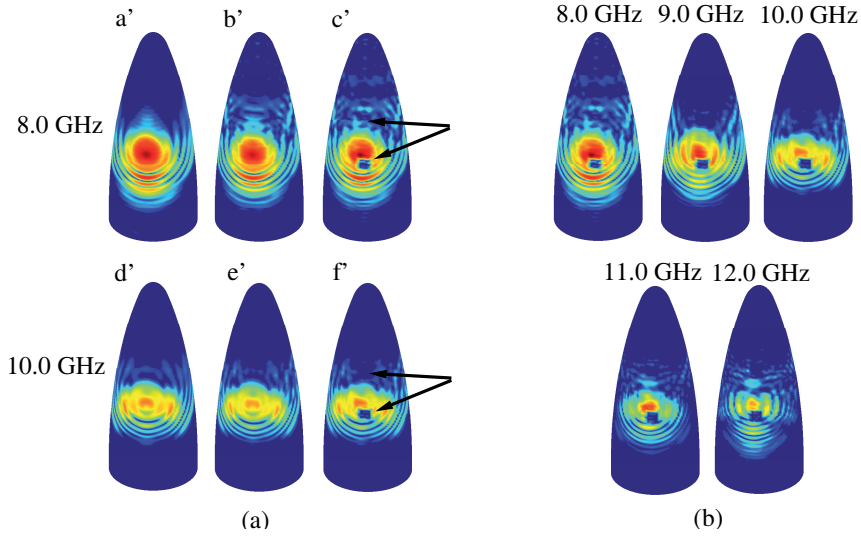 a’ b’ c’
8.0 GHz
d’ e’ f’
10.0 GHz
(a)
8.0 GHz 9.0 GHz 10.0 GHz
11.0 GHz 12.0 GHz
(b)